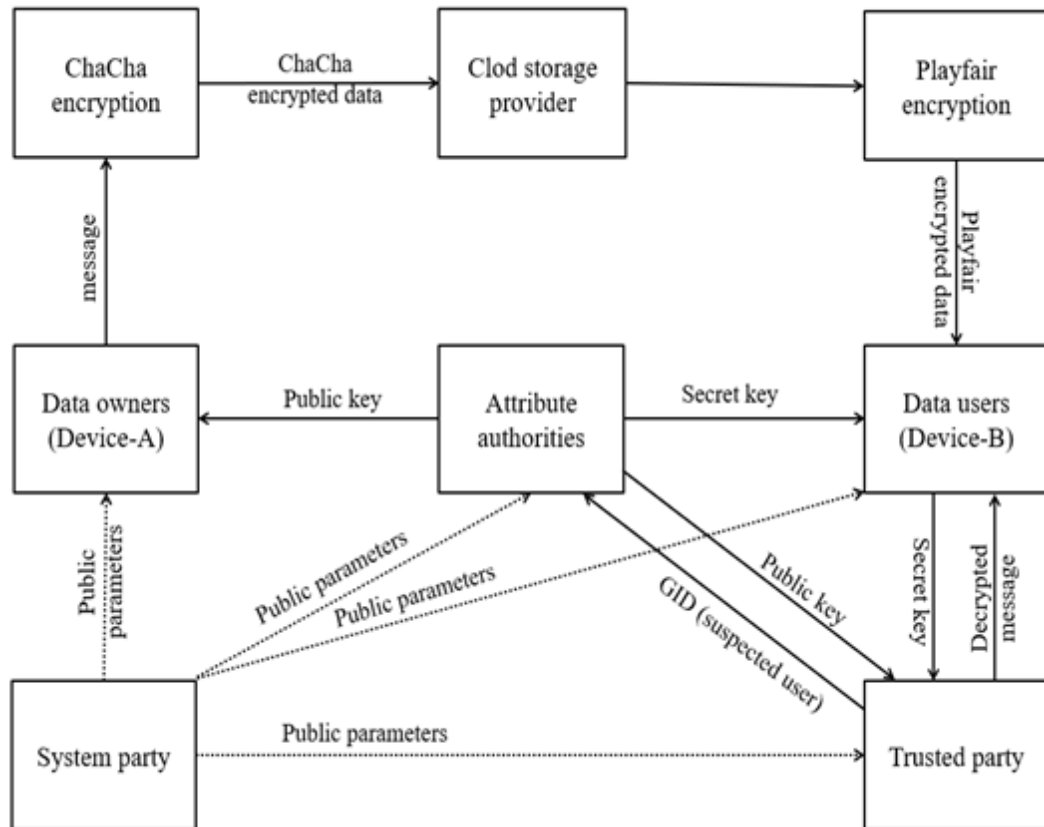 ChaCha
encryption
ChaCha
encrypted data
Clod storage
provider
Playfair
encryption
message
Playfair
encrypted data
Data owners
(Device-A)
Public key
Attribute
authorities
Secret key
Data users
(Device-B)
Public
parameters
Public parameters
Public parameters
Public key
GID (suspected user)
Secret key
Decrypted
message
System party
Public parameters
Trusted party